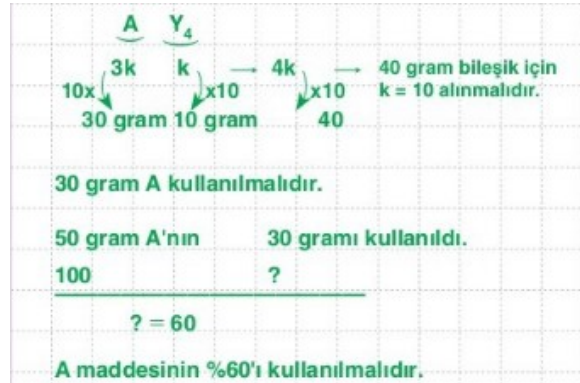 A Y₄
3k k → 4k → 40 gram bileşik için
10x x10 x10 k = 10 alınmalıdır.
30 gram 10 gram 40
30 gram A kullanılmalıdır.
50 gram A'nın 30 gramı kullanıldı.
100 ?
? = 60
A maddesinin %60'ı kullanılmalıdır.